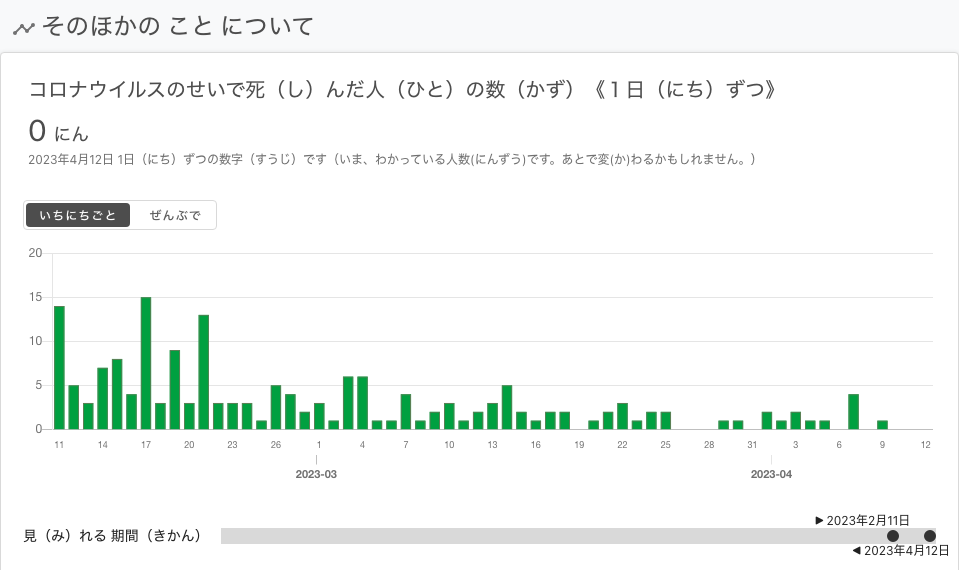 そのほかの こと について
コロナウイルスのせいで死（し）んだ人（ひと）の数（かず）《１日（にち）ずつ》
0 にん
2023年4月12日 1日（にち）ずつの数字（すうじ）です（いま、わかっている人数(にんずう)です。あとで変(か)わるかもしれません。）
いちにちごと ぜんぶで
20
15
10
5
0
11 14 17 20 23 26 1 4 7 10 13 16 19 22 25 28 31 3 6 9 12
2023-03 2023-04
▶ 2023年2月11日
見（み）れる 期間（きかん）
◀ 2023年4月12日